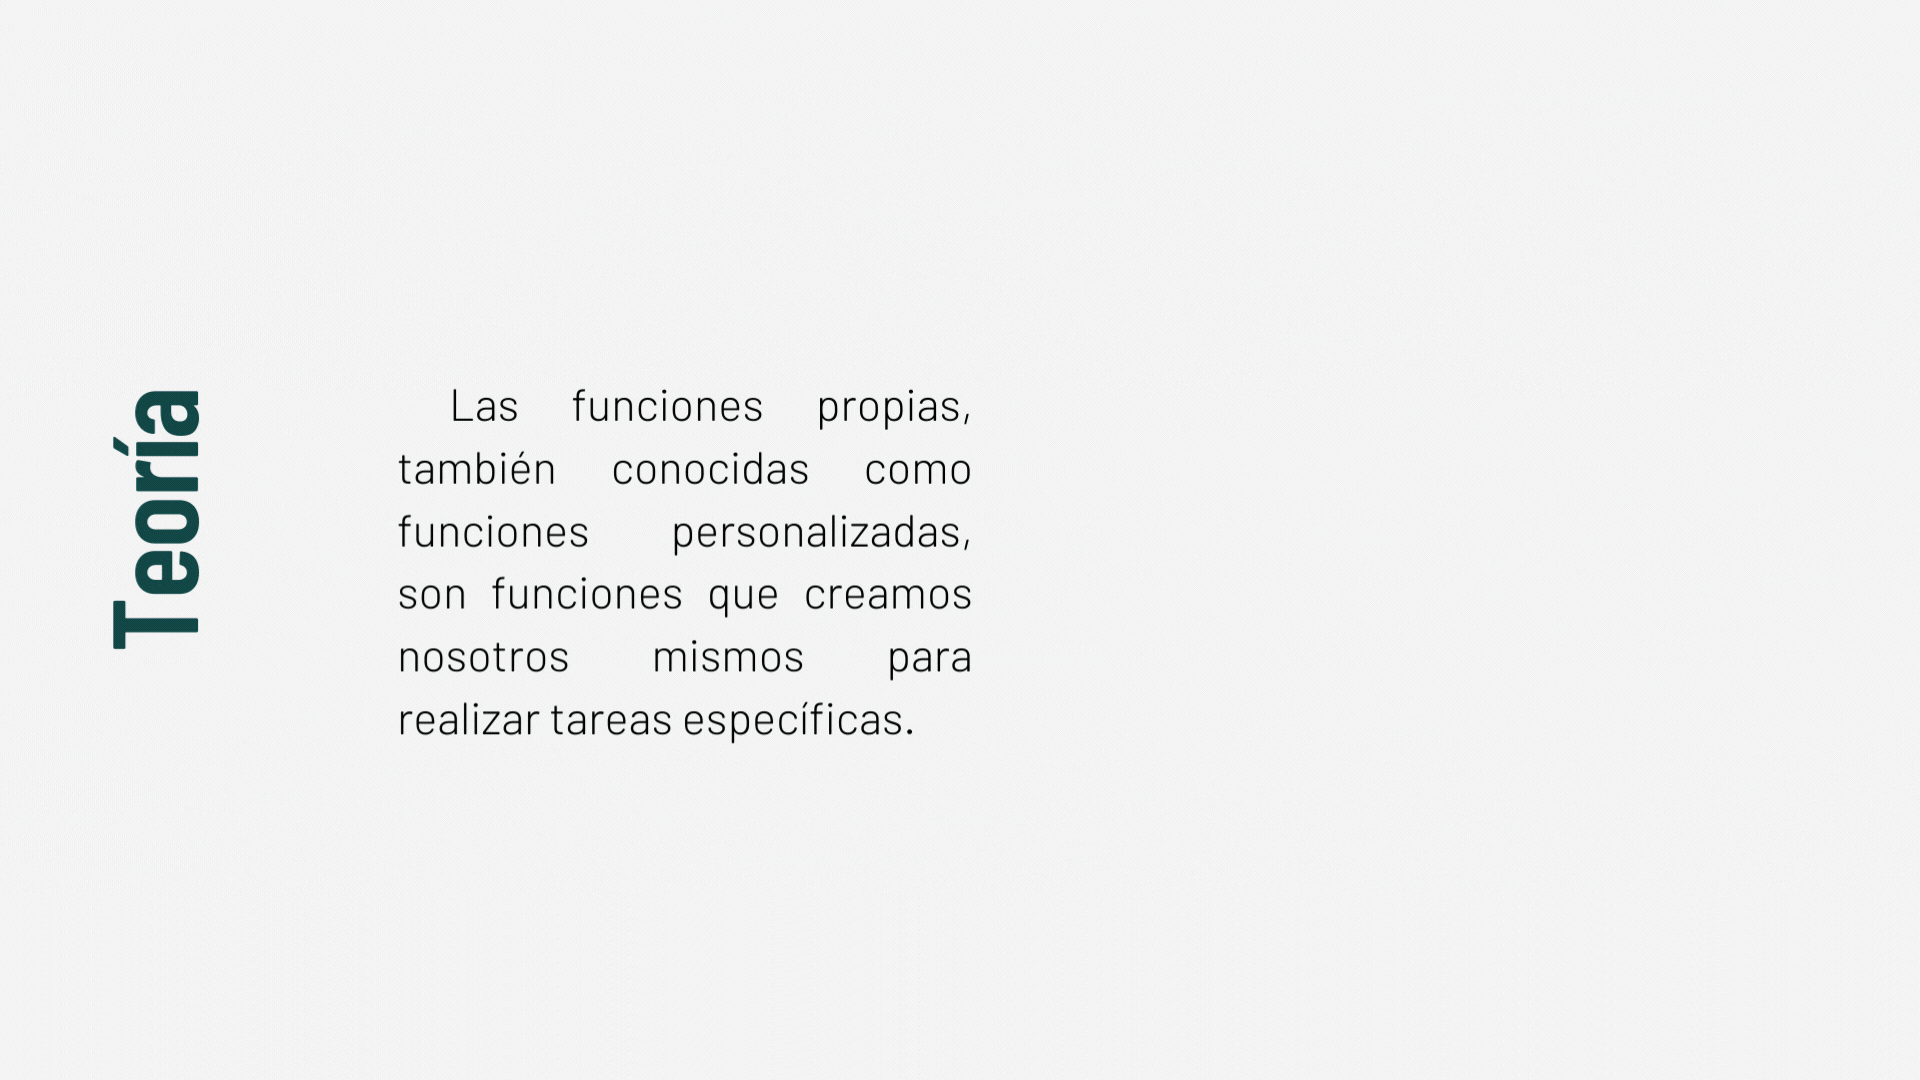 Teoría
Las funciones propias,
también conocidas como
funciones personalizadas,
son funciones que creamos
nosotros mismos para
realizar tareas específicas.